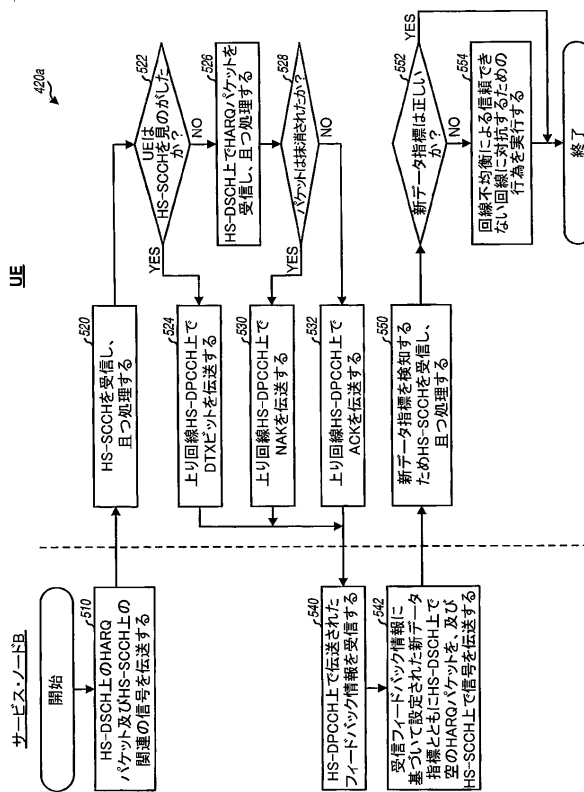 420a
サービス・ノードB
UE
開始
510
HS-DSCH上のHARQ
パケット及びHS-SCCH上の
関連の信号を伝送する
520
HS-SCCHを受信し、
且つ処理する
522
UEは
HS-SCCHを見のがした
か?
YES
NO
524
上り回線HS-DPCCH上で
DTXビットを伝送する
526
HS-DSCH上でHARQパケットを
受信し、且つ処理する
528
パケットは抹消されたか?
YES
NO
530
上り回線HS-DPCCH上で
NAKを伝送する
532
上り回線HS-DPCCH上で
ACKを伝送する
540
HS-DPCCH上で伝送された
フィードバック情報を受信する
542
受信フィードバック情報に
基づいて設定された新データ
指標とともにHS-DSCH上で
空のHARQパケットを、及び
HS-SCCH上で信号を伝送する
550
新データ指標を検知する
ためHS-SCCHを受信し、
且つ処理する
552
新データ指標は正しい
か?
YES
NO
554
回線不均衡による信頼でき
ない回線に対抗するための
行為を実行する
終了